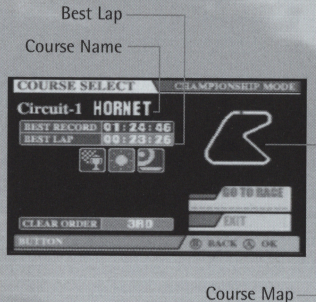 Best Lap
Course Name
COURSE SELECT
CHAMPIONSHIP MODE
Circuit-1 HORNET
BEST RECORD 01:24:46
BEST LAP 00:23:26
GO TO RACE
EXIT
CLEAR ORDER 3RD
BUTTON
B BACK A OK
Course Map